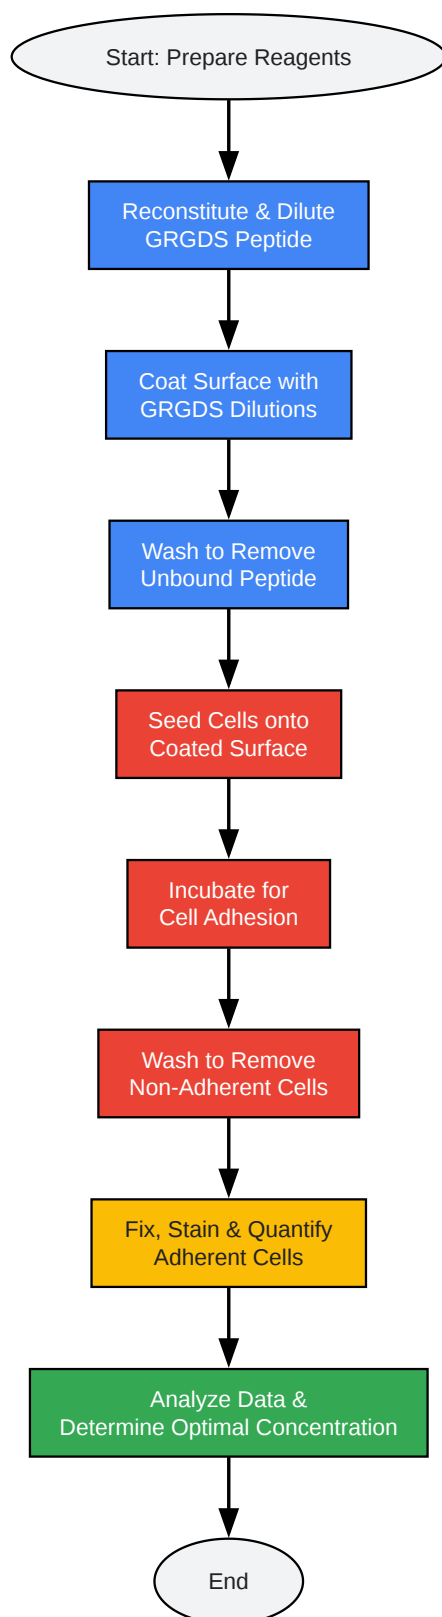 Start: Prepare Reagents
Reconstitute & Dilute
GRGDS Peptide
Coat Surface with
GRGDS Dilutions
Wash to Remove
Unbound Peptide
Seed Cells onto
Coated Surface
Incubate for
Cell Adhesion
Wash to Remove
Non-Adherent Cells
Fix, Stain & Quantify
Adherent Cells
Analyze Data &
Determine Optimal Concentration
End